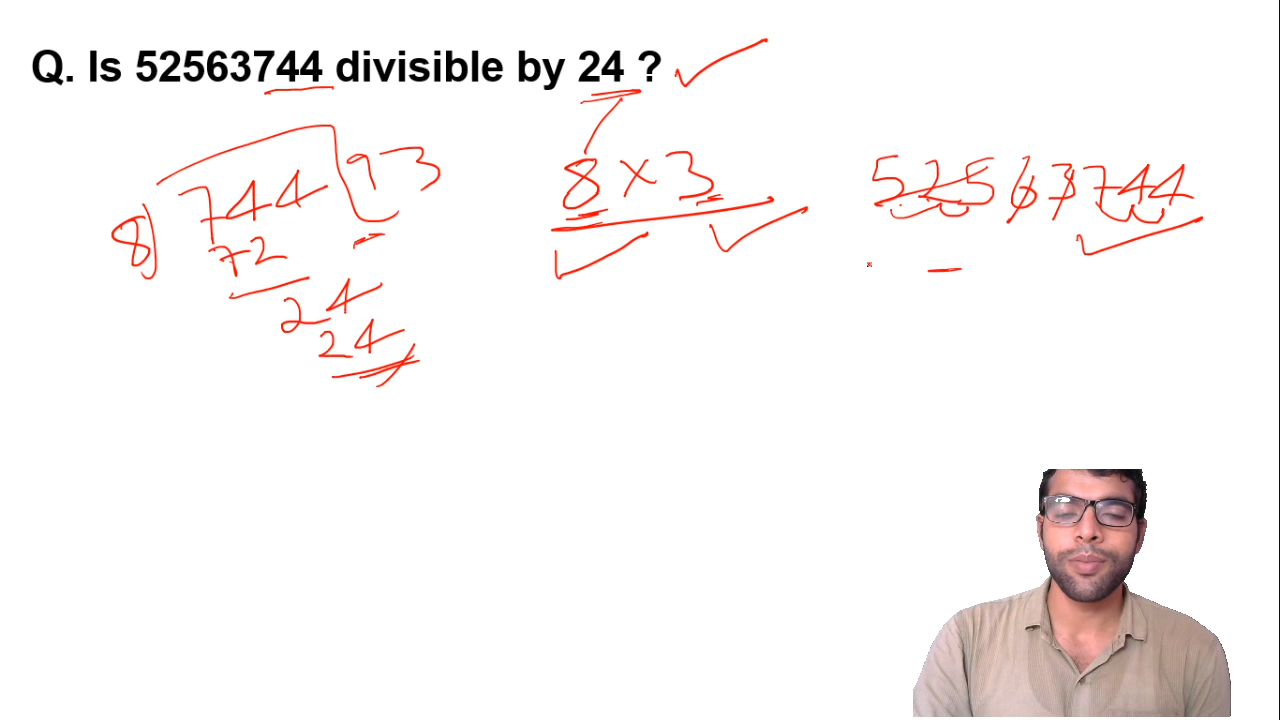 Q. Is 52563744 divisible by 24 ?
8) 744 ( 93
72
24
24
8 × 3
52563744